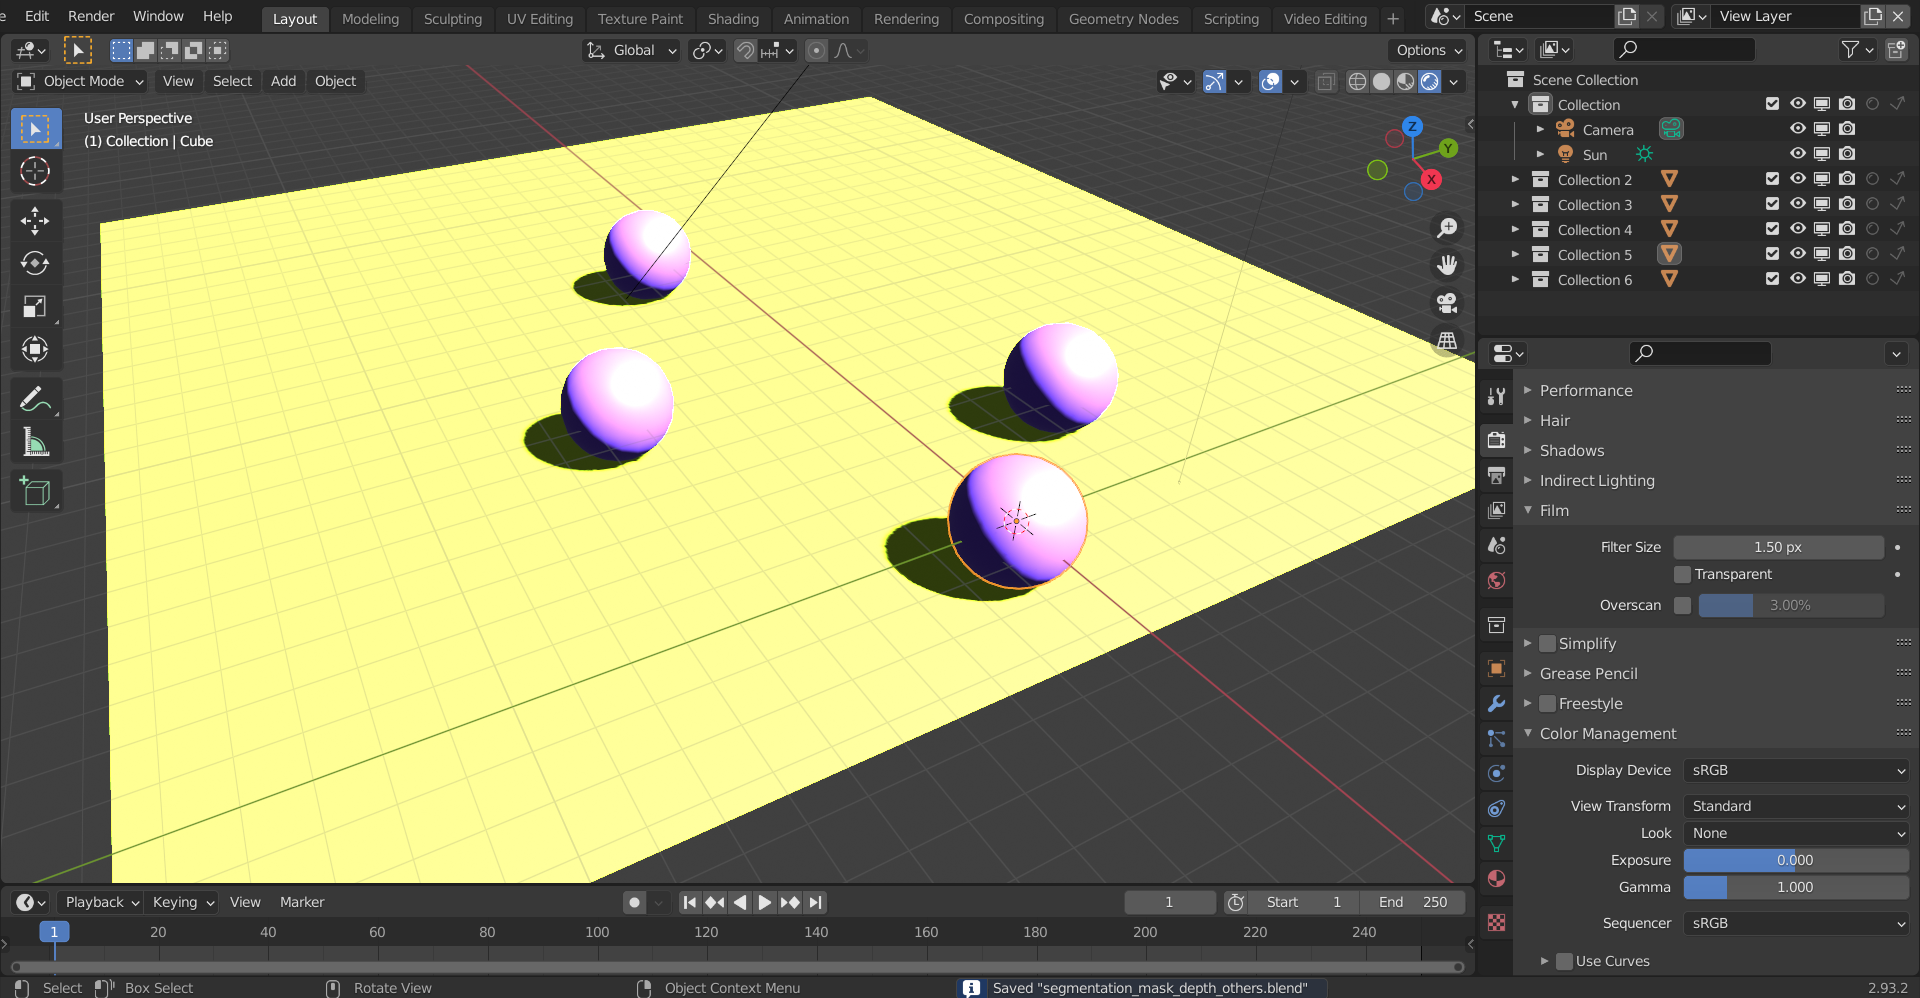 Edit Render Window Help Layout Modeling Sculpting UV Editing Texture Paint Shading Animation Rendering Compositing Geometry Nodes Scripting Video Editing + Scene View Layer
Global Options
Object Mode View Select Add Object
User Perspective
(1) Collection | Cube
Z
Y
X
Scene Collection
Collection
Camera
Sun
Collection 2
Collection 3
Collection 4
Collection 5
Collection 6
Performance
Hair
Shadows
Indirect Lighting
Film
Filter Size 1.50 px
Transparent
Overscan 3.00%
Simplify
Grease Pencil
Freestyle
Color Management
Display Device sRGB
View Transform Standard
Look None
Exposure 0.000
Gamma 1.000
Sequencer sRGB
Use Curves
Playback Keying View Marker 1 Start 1 End 250
1 20 40 60 80 100 120 140 160 180 200 220 240
Select Box Select Rotate View Object Context Menu Saved "segmentation_mask_depth_others.blend" 2.93.2